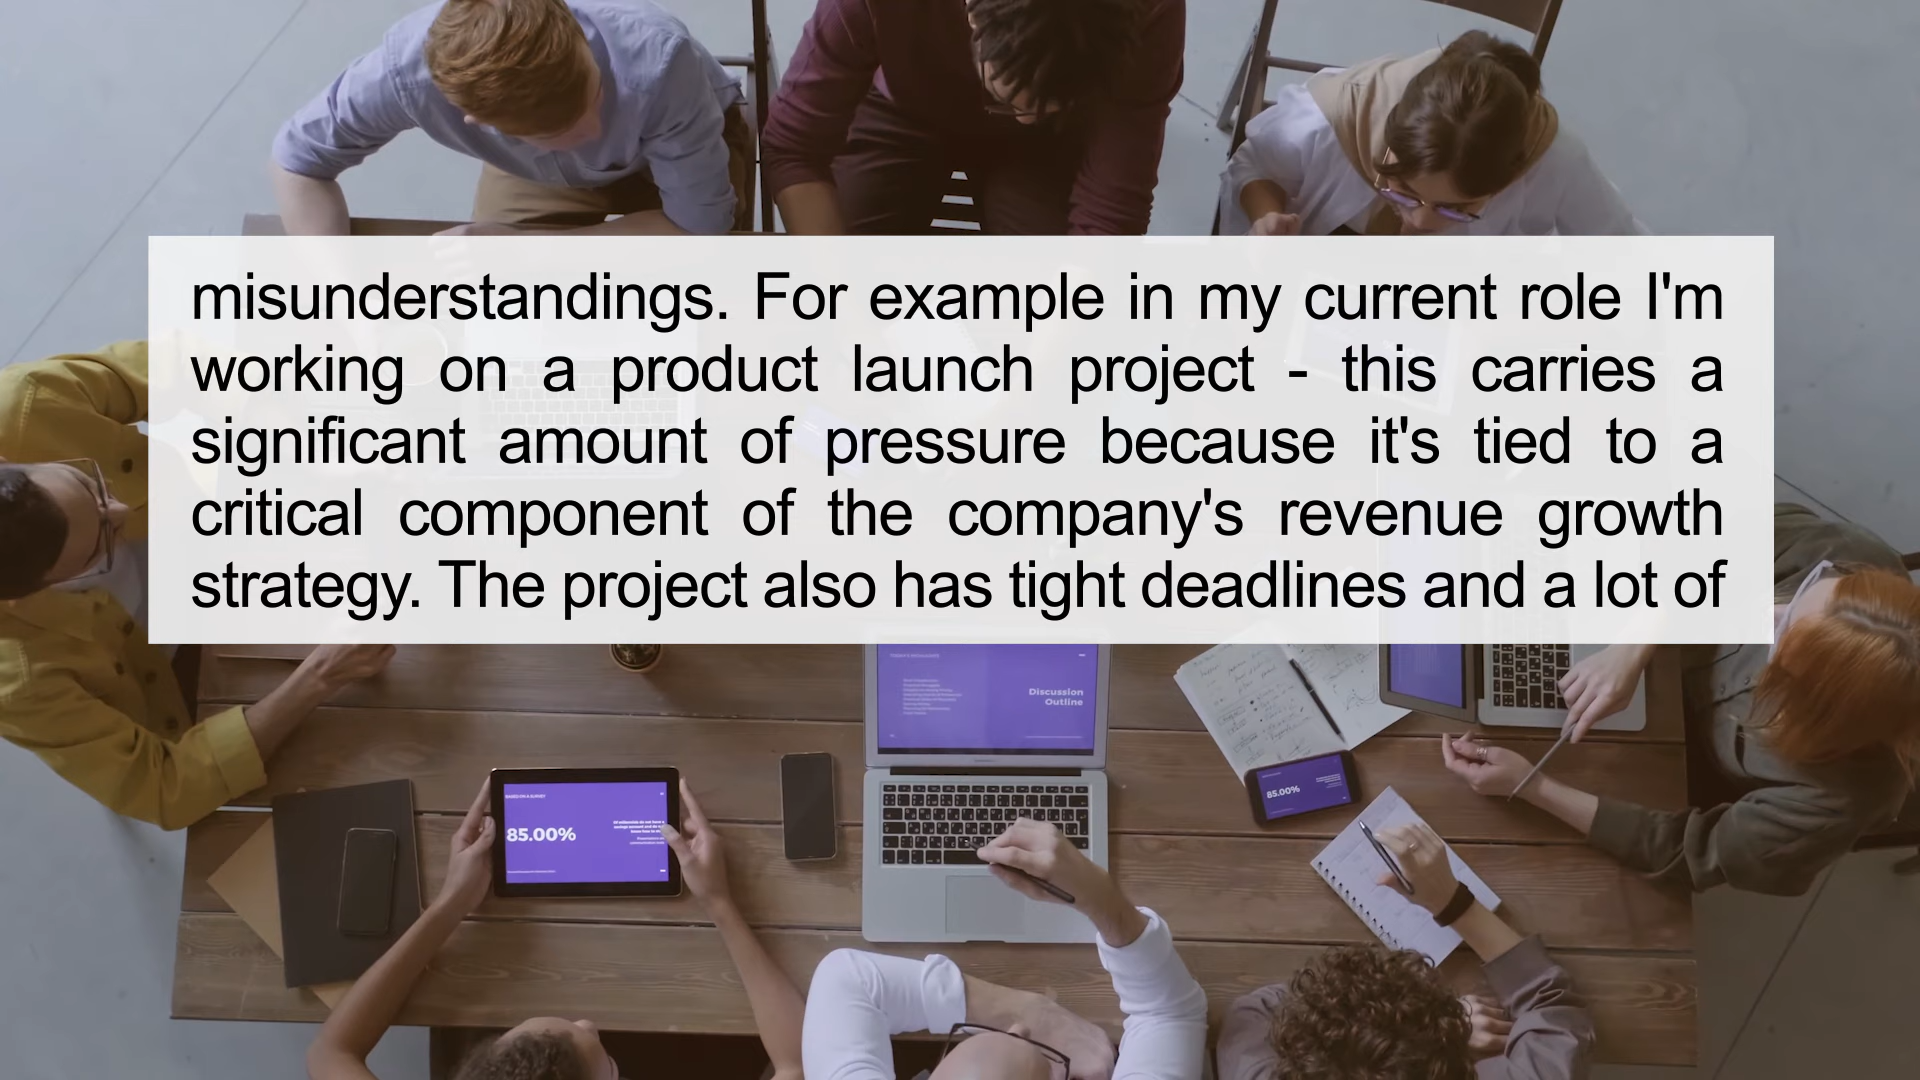 misunderstandings. For example in my current role I'm
working on a product launch project - this carries a
significant amount of pressure because it's tied to a
critical component of the company's revenue growth
strategy. The project also has tight deadlines and a lot of
Discussion
Outline
85.00%
85.00%